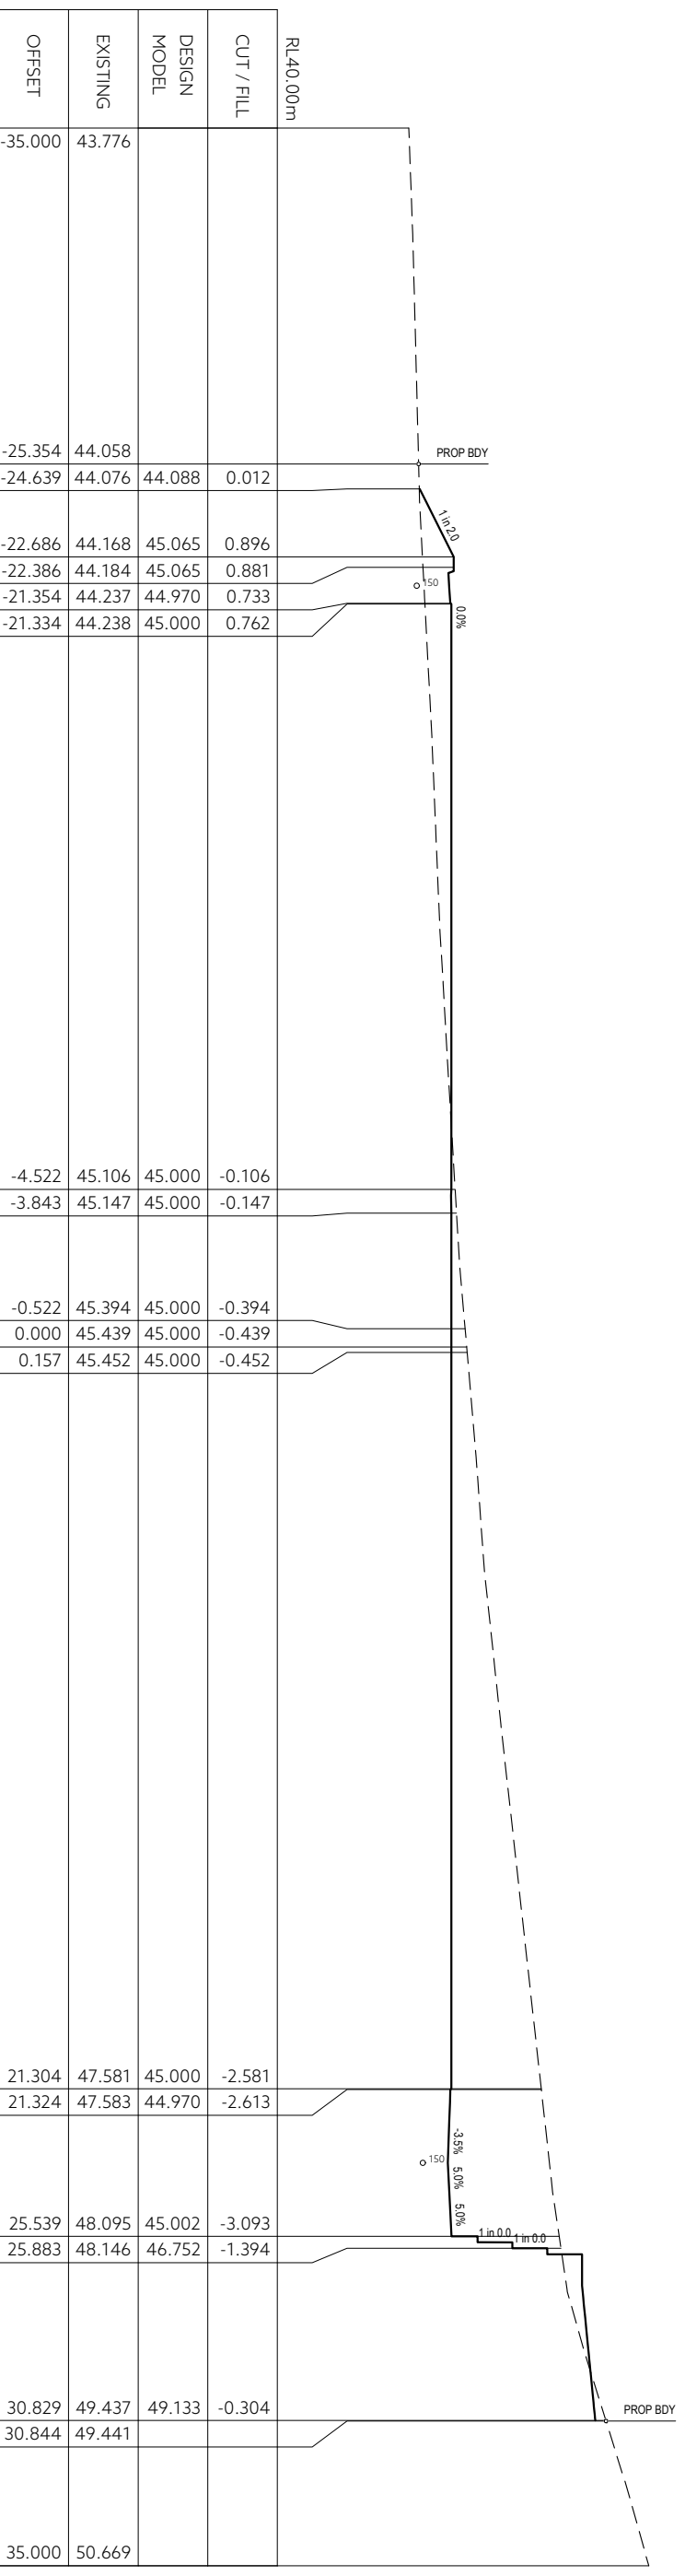 RL40.00m
CUT / FILL
DESIGN
MODEL
EXISTING
OFFSET
-35.000 43.776
-25.354 44.058
-24.639 44.076 44.088 0.012
-22.686 44.168 45.065 0.896
-22.386 44.184 45.065 0.881
-21.354 44.237 44.970 0.733
-21.334 44.238 45.000 0.762
-4.522 45.106 45.000 -0.106
-3.843 45.147 45.000 -0.147
-0.522 45.394 45.000 -0.394
0.000 45.439 45.000 -0.439
0.157 45.452 45.000 -0.452
21.304 47.581 45.000 -2.581
21.324 47.583 44.970 -2.613
25.539 48.095 45.002 -3.093
25.883 48.146 46.752 -1.394
30.829 49.437 49.133 -0.304
30.844 49.441
35.000 50.669
PROP BDY
1 in 2.0
150
0.0%
-3.5%
150
5.0%
5.0%
1 in 0.0
1 in 0.0
PROP BDY